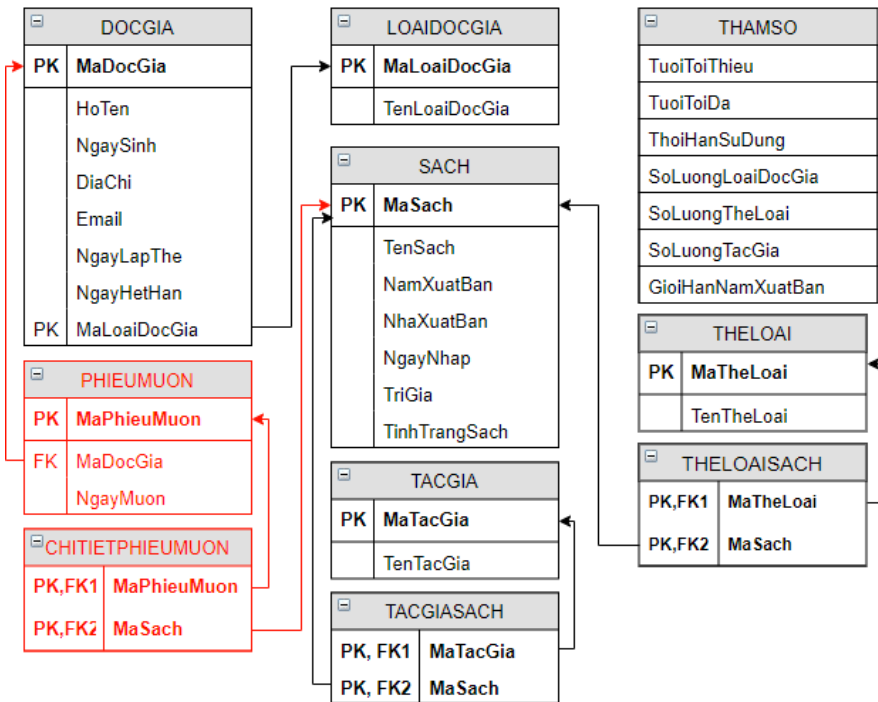 DOCGIA
PK MaDocGia
HoTen
NgaySinh
DiaChi
Email
NgayLapThe
NgayHetHan
PK MaLoaiDocGia
PHIEUMUON
PK MaPhieuMuon
FK MaDocGia
NgayMuon
CHITIETPHIEUMUON
PK,FK1 MaPhieuMuon
PK,FK2 MaSach
LOAIDOCGIA
PK MaLoaiDocGia
TenLoaiDocGia
SACH
PK MaSach
TenSach
NamXuatBan
NhaXuatBan
NgayNhap
TriGia
TinhTrangSach
TACGIA
PK MaTacGia
TenTacGia
TACGIASACH
PK, FK1 MaTacGia
PK, FK2 MaSach
THAMSO
TuoiToiThieu
TuoiToiDa
ThoiHanSuDung
SoLuongLoaiDocGia
SoLuongTheLoai
SoLuongTacGia
GioiHanNamXuatBan
THELOAI
PK MaTheLoai
TenTheLoai
THELOAISACH
PK,FK1 MaTheLoai
PK,FK2 MaSach